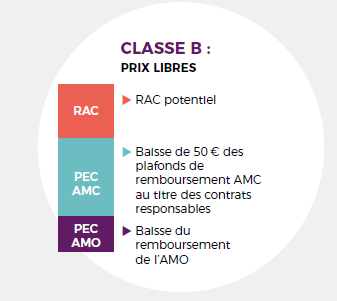 CLASSE B :
PRIX LIBRES
RAC
▶ RAC potentiel
PEC
AMC
▶ Baisse de 50 € des
plafonds de
remboursement AMC
au titre des contrats
responsables
PEC
AMO
▶ Baisse du
remboursement
de l'AMO